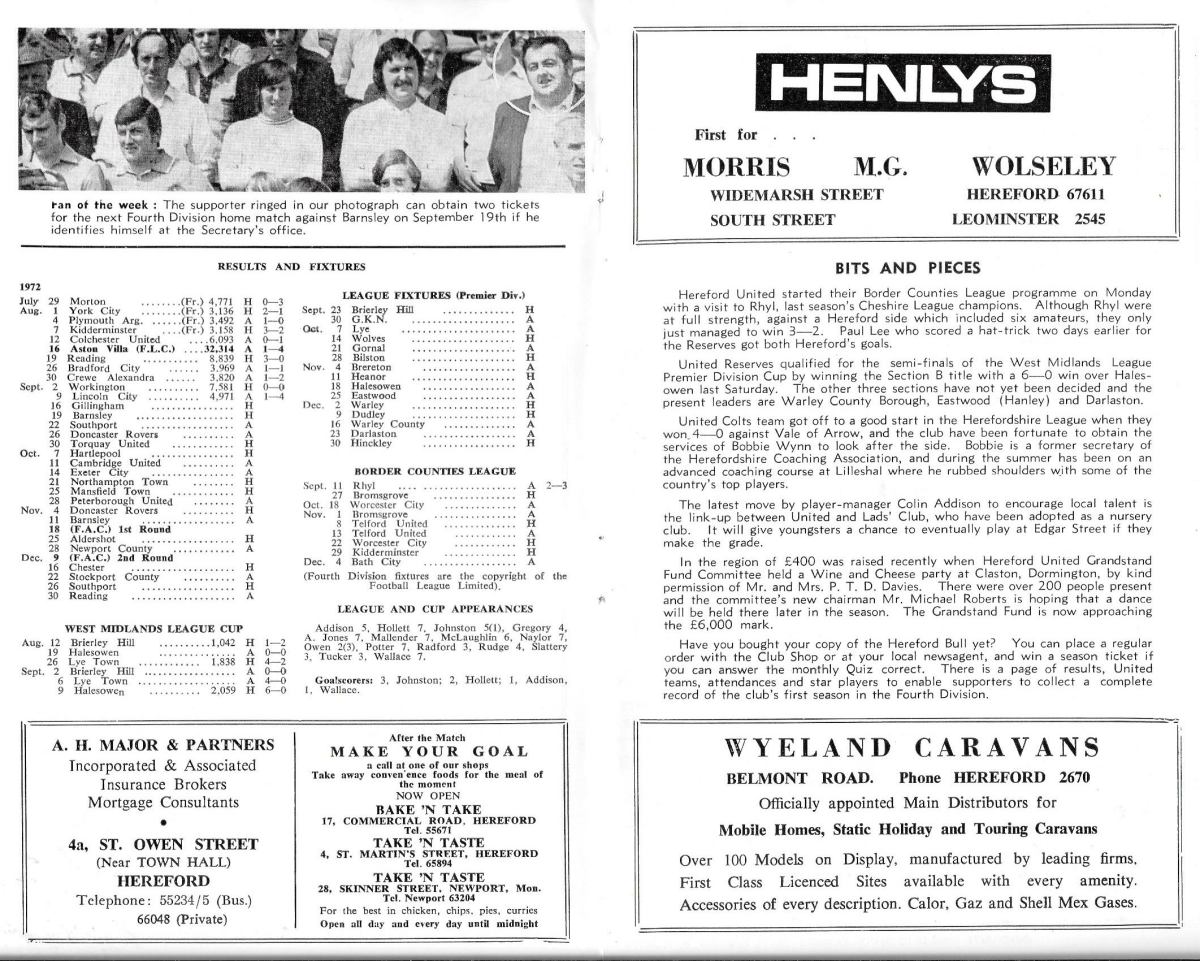 Fan of the week : The supporter ringed in our photograph can obtain two tickets
for the next Fourth Division home match against Barnsley on September 19th if he
identifies himself at the Secretary's office.
RESULTS AND FIXTURES
1972
July 29 Morton ........(Fr.) 4,771 H 0—3
Aug. 1 York City ........(Fr.) 3,136 H 2—1
4 Plymouth Arg. ......(Fr.) 3,492 A 1—0
7 Kidderminster ......(Fr.) 3,158 H 3—2
12 Colchester United ....6,093 A 0—1
16 Aston Villa (F.L.C.) ....32,314 A 1—4
19 Reading ........... 8,839 H 3—0
26 Bradford City ...... 3,969 A 1—1
30 Crewe Alexandra ...... 3,820 A 1—2
Sept. 2 Workington .......... 7,581 H 0—0
9 Lincoln City .......... 4,971 A 1—4
16 Gillingham ................. H
19 Barnsley ................. H
22 Southport ................. A
26 Doncaster Rovers ............. A
30 Torquay United ............. H
Oct. 7 Hartlepool ................. H
11 Cambridge United ............. A
14 Exeter City ................. A
21 Northampton Town ........ H
25 Mansfield Town ............ H
28 Peterborough United ........ A
Nov. 4 Doncaster Rovers ........... H
11 Barnsley ................. A
18 (F.A.C.) 1st Round
25 Aldershot ................. H
28 Newport County ........... A
Dec. 9 (F.A.C.) 2nd Round
16 Chester ................. H
22 Stockport County .......... A
26 Southport ................. H
30 Reading ................. A
WEST MIDLANDS LEAGUE CUP
Aug. 12 Brierley Hill ..........1,042 H 1—2
19 Halesowen ................. A 0—0
26 Lye Town ............ 1,838 H 4—2
Sept. 2 Brierley Hill ................. A 0—0
6 Lye Town ................. A 4—0
9 Halesowen .......... 2,059 H 6—0
LEAGUE FIXTURES (Premier Div.)
Sept. 23 Brierley Hill ..................... H
30 G.K.N. ..................... A
Oct. 7 Lye ..................... A
14 Wolves ..................... H
21 Gornal ..................... A
28 Bilston ..................... H
Nov. 4 Brereton ..................... A
11 Heanor ..................... H
18 Halesowen ..................... A
25 Eastwood ..................... A
Dec. 2 Warley ..................... H
9 Dudley ..................... H
16 Warley County ................. A
23 Darlaston ..................... A
30 Hinckley ..................... H
BORDER COUNTIES LEAGUE
Sept. 11 Rhyl .... ..................... A 2—3
27 Bromsgrove ................. H
Oct. 18 Worcester City ............... A
Nov. 1 Bromsgrove ................. A
8 Telford United ............. H
13 Telford United ............. A
22 Worcester City ............. H
29 Kidderminster ............. H
Dec. 4 Bath City ................. A
(Fourth Division fixtures are the copyright of the
Football League Limited).
LEAGUE AND CUP APPEARANCES
Addison 5, Hollett 7, Johnston 5(1), Gregory 4,
A. Jones 7, Mallender 7, McLaughlin 6, Naylor 7,
Owen 2(3), Potter 7, Radford 3, Rudge 4, Slattery
3, Tucker 3, Wallace 7.
Goalscorers: 3, Johnston; 2, Hollett; 1, Addison,
1, Wallace.
A. H. MAJOR & PARTNERS
Incorporated & Associated
Insurance Brokers
Mortgage Consultants
•
4a, ST. OWEN STREET
(Near TOWN HALL)
HEREFORD
Telephone: 55234/5 (Bus.)
66048 (Private)
After the Match
MAKE YOUR GOAL
a call at one of our shops
Take away convenience foods for the meal of
the moment
NOW OPEN
BAKE 'N TAKE
17, COMMERCIAL ROAD, HEREFORD
Tel. 55671
TAKE 'N TASTE
4, ST. MARTIN'S STREET, HEREFORD
Tel. 65894
TAKE 'N TASTE
28, SKINNER STREET, NEWPORT, Mon.
Tel. Newport 63204
For the best in chicken, chips, pies, curries
Open all day and every day until midnight
HENLYS
First for . . .
MORRIS M.G. WOLSELEY
WIDEMARSH STREET HEREFORD 67611
SOUTH STREET LEOMINSTER 2545
BITS AND PIECES
Hereford United started their Border Counties League programme on Monday
with a visit to Rhyl, last season's Cheshire League champions. Although Rhyl were
at full strength, against a Hereford side which included six amateurs, they only
just managed to win 3—2. Paul Lee who scored a hat-trick two days earlier for
the Reserves got both Hereford's goals.
United Reserves qualified for the semi-finals of the West Midlands League
Premier Division Cup by winning the Section B title with a 6—0 win over Hales-
owen last Saturday. The other three sections have not yet been decided and the
present leaders are Warley County Borough, Eastwood (Hanley) and Darlaston.
United Colts team got off to a good start in the Herefordshire League when they
won 4—0 against Vale of Arrow, and the club have been fortunate to obtain the
services of Bobbie Wynn to look after the side. Bobbie is a former secretary of
the Herefordshire Coaching Association, and during the summer has been on an
advanced coaching course at Lilleshal where he rubbed shoulders with some of the
country's top players.
The latest move by player-manager Colin Addison to encourage local talent is
the link-up between United and Lads' Club, who have been adopted as a nursery
club. It will give youngsters a chance to eventually play at Edgar Street if they
make the grade.
In the region of £400 was raised recently when Hereford United Grandstand
Fund Committee held a Wine and Cheese party at Claston, Dormington, by kind
permission of Mr. and Mrs. P. T. D. Davies. There were over 200 people present
and the committee's new chairman Mr. Michael Roberts is hoping that a dance
will be held there later in the season. The Grandstand Fund is now approaching
the £6,000 mark.
Have you bought your copy of the Hereford Bull yet? You can place a regular
order with the Club Shop or at your local newsagent, and win a season ticket if
you can answer the monthly Quiz correct. There is a page of results, United
teams, attendances and star players to enable supporters to collect a complete
record of the club's first season in the Fourth Division.
WYELAND CARAVANS
BELMONT ROAD. Phone HEREFORD 2670
Officially appointed Main Distributors for
Mobile Homes, Static Holiday and Touring Caravans
Over 100 Models on Display, manufactured by leading firms,
First Class Licenced Sites available with every amenity.
Accessories of every description. Calor, Gaz and Shell Mex Gases.